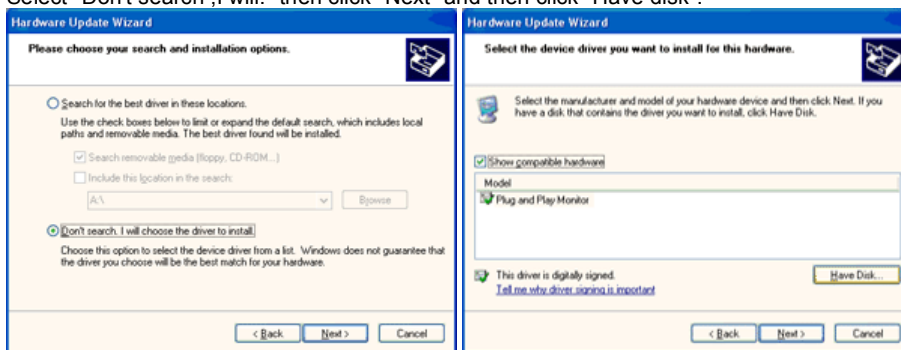 Select "Don't search ,I will." then click "Next" and then click "Have disk".
Hardware Update Wizard
Please choose your search and installation options.
Search for the best driver in these locations.
Use the check boxes below to limit or expand the default search, which includes local
paths and removable media. The best driver found will be installed.
Search removable media (floppy, CD-ROM...)
Include this location in the search:
A:\
Browse
Don't search. I will choose the driver to install.
Choose this option to select the device driver from a list. Windows does not guarantee that
the driver you choose will be the best match for your hardware.
< Back
Next >
Cancel
Hardware Update Wizard
Select the device driver you want to install for this hardware.
Select the manufacturer and model of your hardware device and then click Next. If you
have a disk that contains the driver you want to install, click Have Disk.
Show compatible hardware
Model
Plug and Play Monitor
This driver is digitally signed.
Tell me why driver signing is important
Have Disk...
< Back
Next >
Cancel